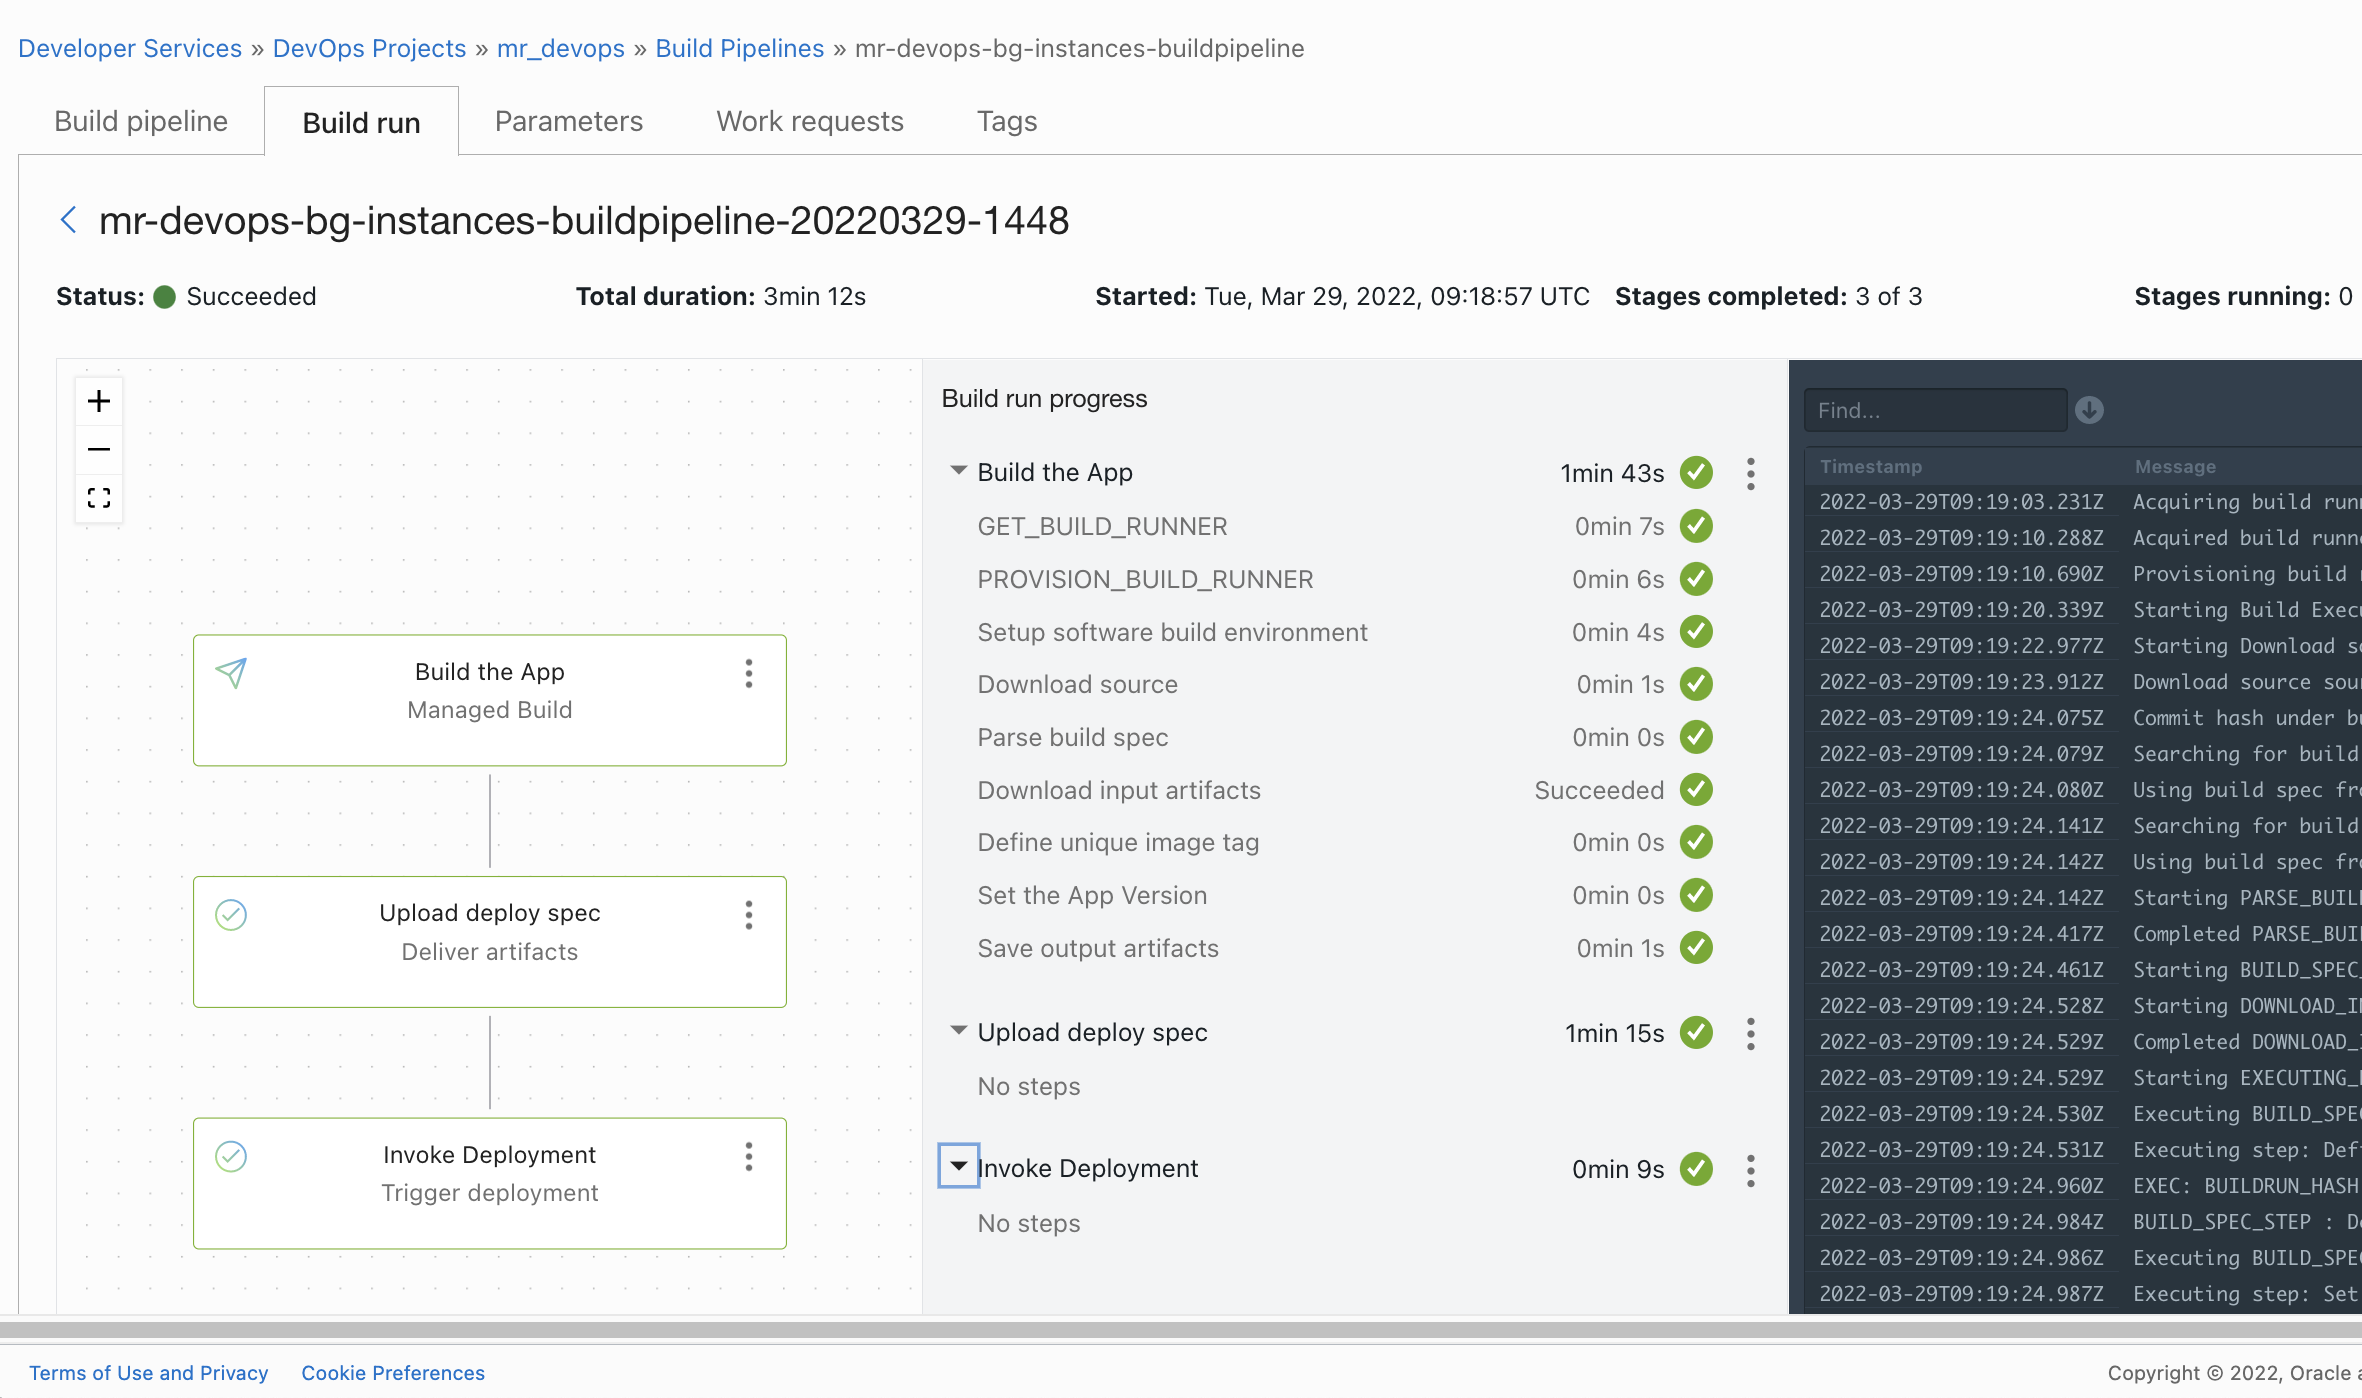 Developer Services » DevOps Projects » mr_devops » Build Pipelines » mr-devops-bg-instances-buildpipeline
Build pipeline
Build run
Parameters
Work requests
Tags
mr-devops-bg-instances-buildpipeline-20220329-1448
Status: Succeeded
Total duration: 3min 12s
Started: Tue, Mar 29, 2022, 09:18:57 UTC
Stages completed: 3 of 3
Stages running: 0
Build the App
Managed Build
Upload deploy spec
Deliver artifacts
Invoke Deployment
Trigger deployment
Build run progress
Build the App 1min 43s
GET_BUILD_RUNNER 0min 7s
PROVISION_BUILD_RUNNER 0min 6s
Setup software build environment 0min 4s
Download source 0min 1s
Parse build spec 0min 0s
Download input artifacts Succeeded
Define unique image tag 0min 0s
Set the App Version 0min 0s
Save output artifacts 0min 1s
Upload deploy spec 1min 15s
No steps
Invoke Deployment 0min 9s
No steps
Find...
Timestamp Message
2022-03-29T09:19:03.231Z Acquiring build
2022-03-29T09:19:10.288Z Acquired build
2022-03-29T09:19:10.690Z Provisioning build
2022-03-29T09:19:20.339Z Starting Build
2022-03-29T09:19:22.977Z Starting Download
2022-03-29T09:19:23.912Z Download source
2022-03-29T09:19:24.075Z Commit hash under
2022-03-29T09:19:24.079Z Searching for build
2022-03-29T09:19:24.080Z Using build spec
2022-03-29T09:19:24.141Z Searching for build
2022-03-29T09:19:24.142Z Using build spec
2022-03-29T09:19:24.142Z Starting
2022-03-29T09:19:24.417Z Completed
2022-03-29T09:19:24.461Z Starting
2022-03-29T09:19:24.528Z Starting
2022-03-29T09:19:24.529Z Completed
2022-03-29T09:19:24.529Z Starting
2022-03-29T09:19:24.530Z Executing
2022-03-29T09:19:24.531Z Executing step:
2022-03-29T09:19:24.960Z EXEC: BUILDRUN_HASH
2022-03-29T09:19:24.984Z BUILD_SPEC_STEP :
2022-03-29T09:19:24.986Z Executing
2022-03-29T09:19:24.987Z Executing step: Set
Terms of Use and Privacy
Cookie Preferences
Copyright © 2022, Oracle